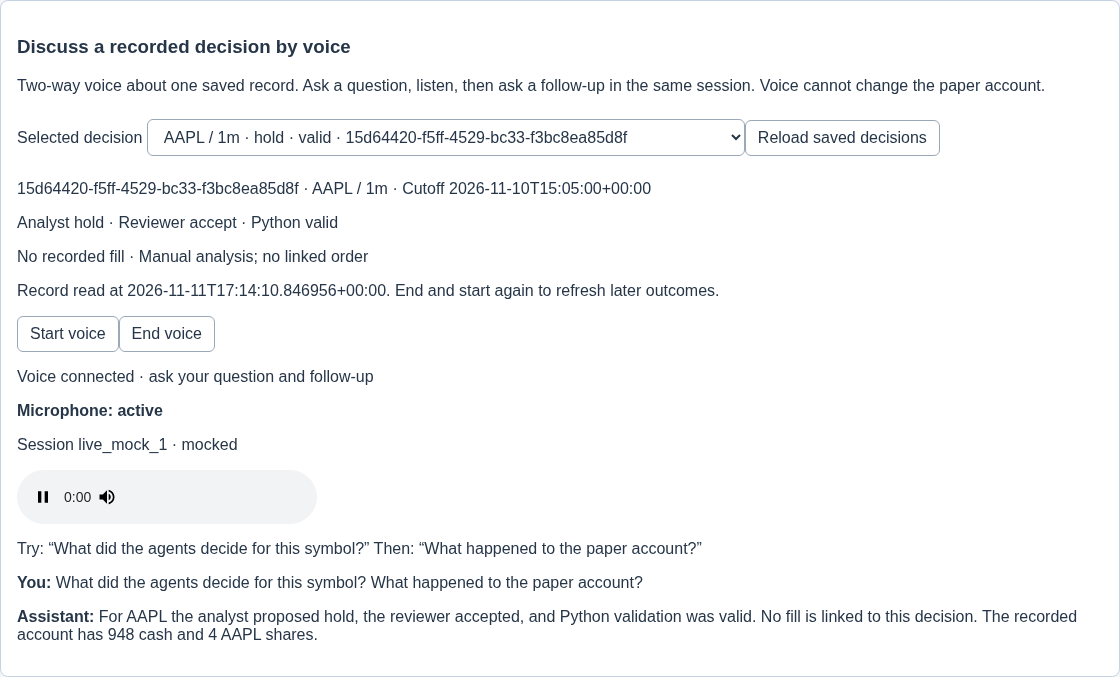 Discuss a recorded decision by voice
Two-way voice about one saved record. Ask a question, listen, then ask a follow-up in the same session. Voice cannot change the paper account.
Selected decision AAPL / 1m · hold · valid · 15d64420-f5ff-4529-bc33-f3bc8ea85d8f Reload saved decisions
15d64420-f5ff-4529-bc33-f3bc8ea85d8f · AAPL / 1m · Cutoff 2026-11-10T15:05:00+00:00
Analyst hold · Reviewer accept · Python valid
No recorded fill · Manual analysis; no linked order
Record read at 2026-11-11T17:14:10.846956+00:00. End and start again to refresh later outcomes.
Start voice End voice
Voice connected · ask your question and follow-up
Microphone: active
Session live_mock_1 · mocked
0:00
Try: “What did the agents decide for this symbol?” Then: “What happened to the paper account?”
You: What did the agents decide for this symbol? What happened to the paper account?
Assistant: For AAPL the analyst proposed hold, the reviewer accepted, and Python validation was valid. No fill is linked to this decision. The recorded
account has 948 cash and 4 AAPL shares.